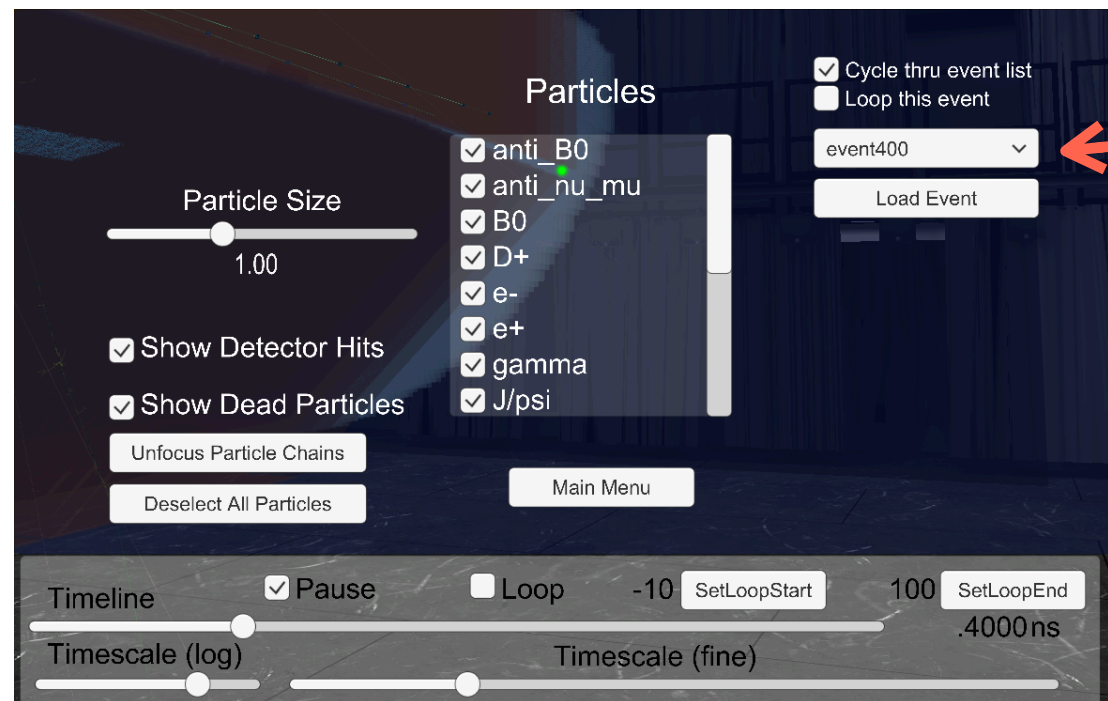 Particles
Cycle thru event list
Loop this event
event400
Load Event
Particle Size
1.00
anti_B0
anti_nu_mu
B0
D+
e-
e+
gamma
J/psi
Show Detector Hits
Show Dead Particles
Unfocus Particle Chains
Deselect All Particles
Main Menu
Timeline
Pause
Loop
-10
SetLoopStart
100
SetLoopEnd
.4000ns
Timescale (log)
Timescale (fine)